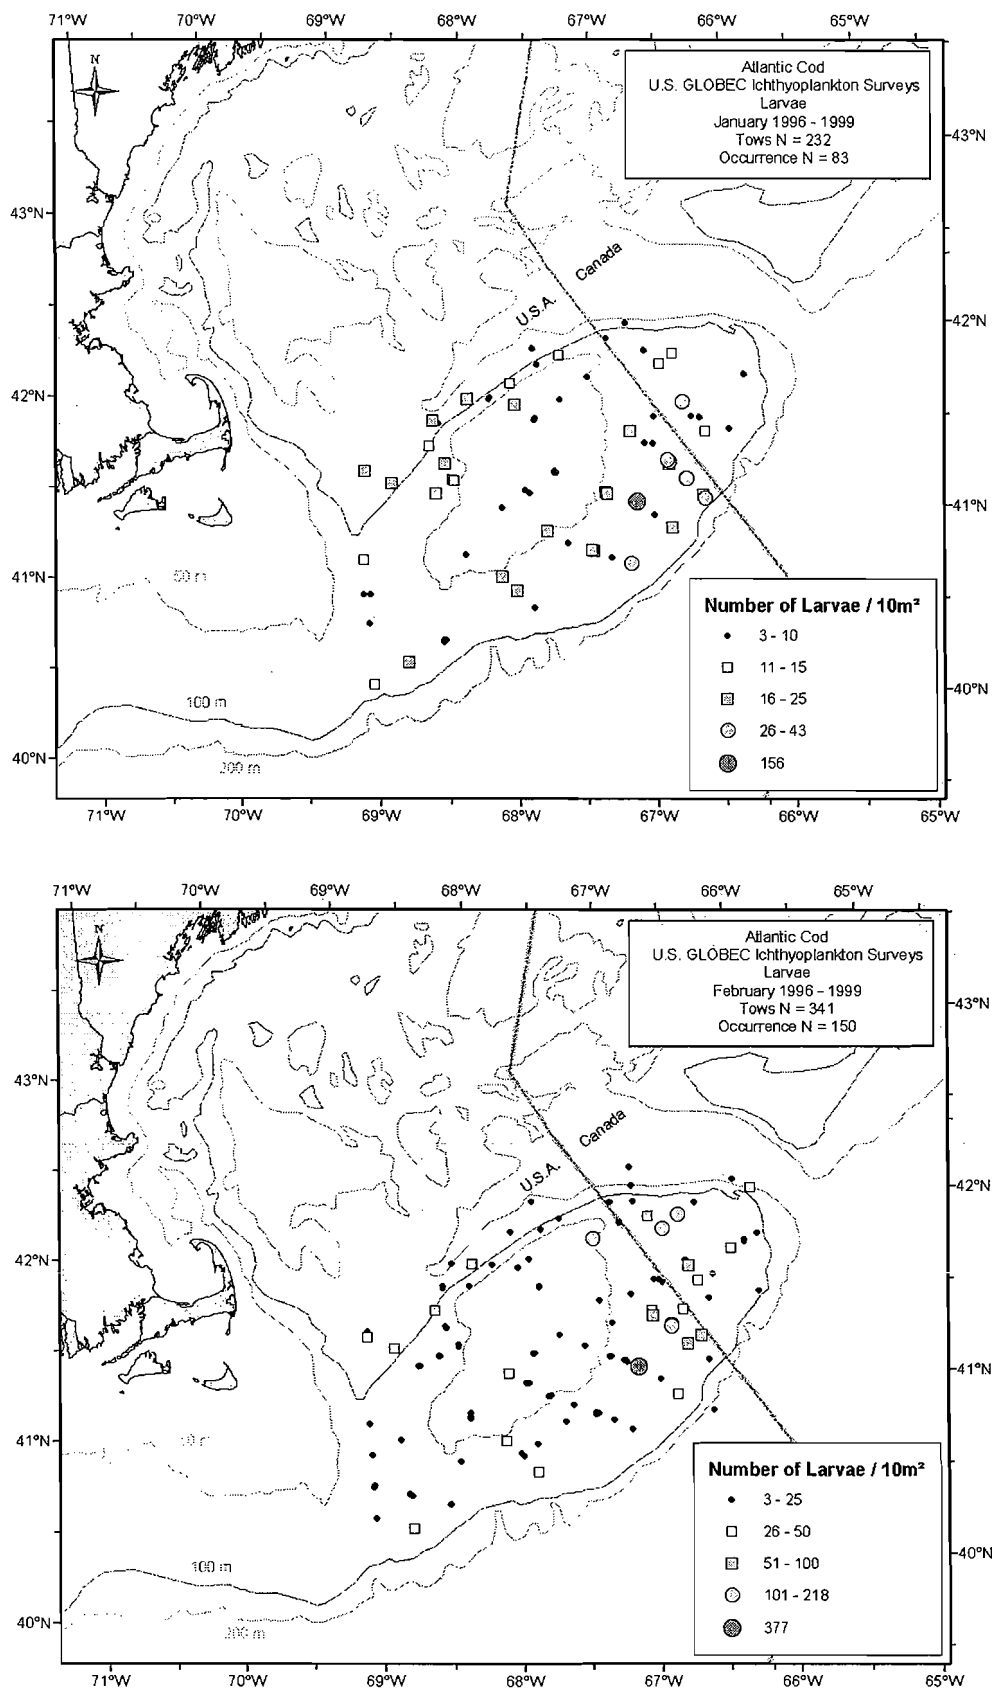 71°W 70°W 69°W 68°W 67°W 66°W 65°W
N
Atlantic Cod
U.S. GLOBEC Ichthyoplankton Surveys
Larvae
January 1996 - 1999
Tows N = 232
Occurrence N = 83
43°N
43°N
Canada
U.S.A.
42°N
42°N
41°N
41°N
100 m
200 m
40°N
40°N
Number of Larvae / 10m²
3 - 10
11 - 15
16 - 25
26 - 43
156
71°W 70°W 69°W 68°W 67°W 66°W 65°W
71°W 70°W 69°W 68°W 67°W 66°W 65°W
N
Atlantic Cod
U.S. GLOBEC Ichthyoplankton Surveys
Larvae
February 1996 - 1999
Tows N = 341
Occurrence N = 150
43°N
43°N
Canada
U.S.A.
42°N
42°N
41°N
41°N
100 m
200 m
40°N
40°N
Number of Larvae / 10m²
3 - 25
26 - 50
51 - 100
101 - 218
377
71°W 70°W 69°W 68°W 67°W 66°W 65°W